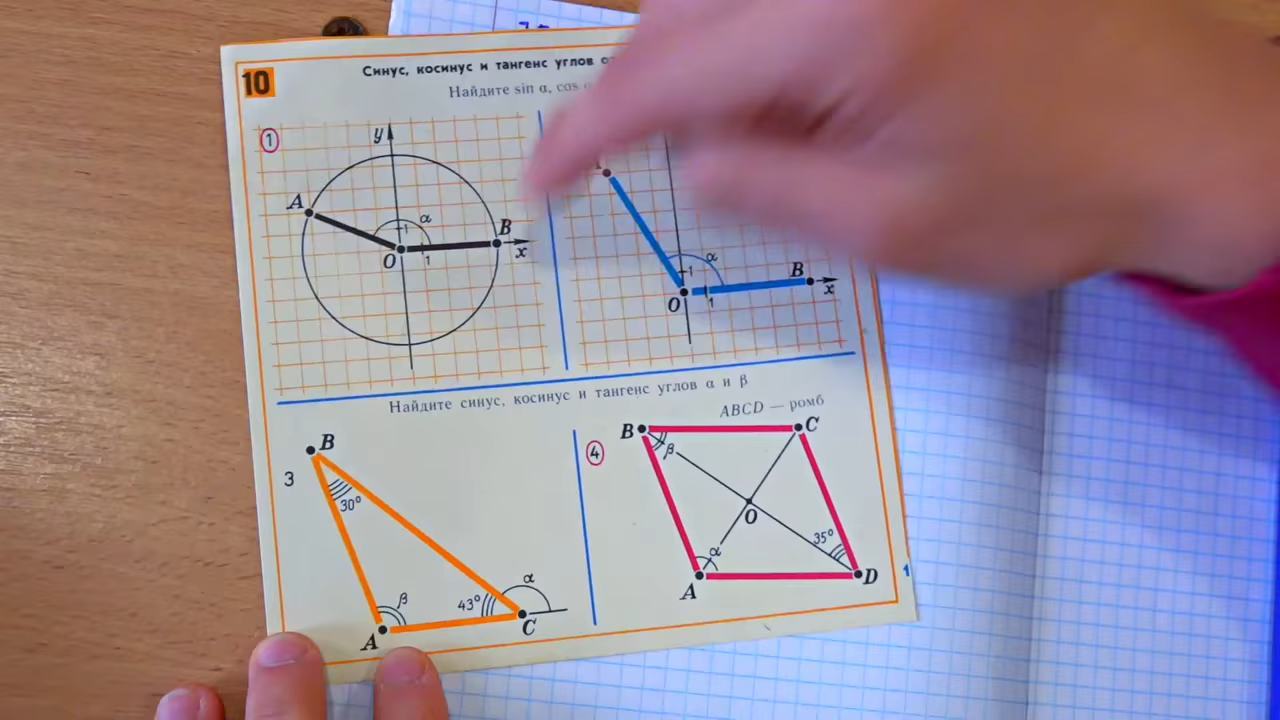 10
Синус, косинус и тангенс углов
Найдите sin α, cos
1
y
A
α
B
1
O
1
x
α
1
B
O
1
x
Найдите синус, косинус и тангенс углов α и β
3
B
30°
β
43°
α
A
C
4
ABCD — ромб
B
C
β
O
35°
α
A
D